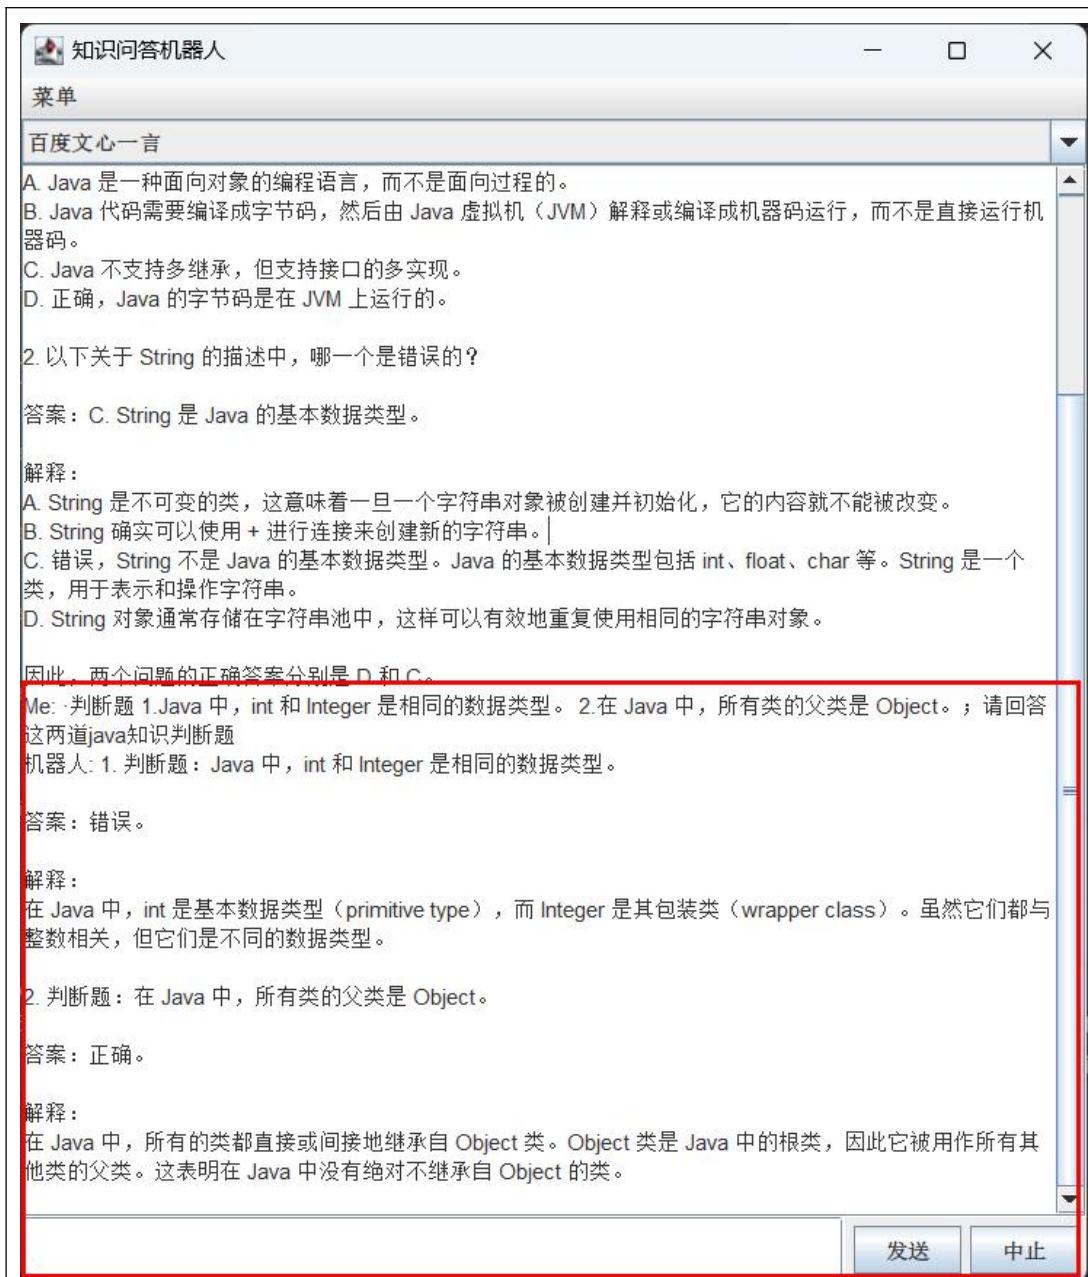 知识问答机器人
菜单
百度文心一言
A. Java 是一种面向对象的编程语言，而不是面向过程的。
B. Java 代码需要编译成字节码，然后由 Java 虚拟机（JVM）解释或编译成机器码运行，而不是直接运行机
器码。
C. Java 不支持多继承，但支持接口的多实现。
D. 正确，Java 的字节码是在 JVM 上运行的。
2. 以下关于 String 的描述中，哪一个是错误的？
答案：C. String 是 Java 的基本数据类型。
解释：
A. String 是不可变的类，这意味着一旦一个字符串对象被创建并初始化，它的内容就不能被改变。
B. String 确实可以使用 + 进行连接来创建新的字符串。
C. 错误，String 不是 Java 的基本数据类型。Java 的基本数据类型包括 int、float、char 等。String 是一个
类，用于表示和操作字符串。
D. String 对象通常存储在字符串池中，这样可以有效地重复使用相同的字符串对象。
因此，两个问题的正确答案分别是 D 和 C。
Me: ·判断题 1.Java 中，int 和 Integer 是相同的数据类型。 2.在 Java 中，所有类的父类是 Object。；请回答
这两道java知识判断题
机器人: 1. 判断题：Java 中，int 和 Integer 是相同的数据类型。
答案：错误。
解释：
在 Java 中，int 是基本数据类型（primitive type），而 Integer 是其包装类（wrapper class）。虽然它们都与
整数相关，但它们是不同的数据类型。
2. 判断题：在 Java 中，所有类的父类是 Object。
答案：正确。
解释：
在 Java 中，所有的类都直接或间接地继承自 Object 类。Object 类是 Java 中的根类，因此它被用作所有其
他类的父类。这表明在 Java 中没有绝对不继承自 Object 的类。
发送 中止